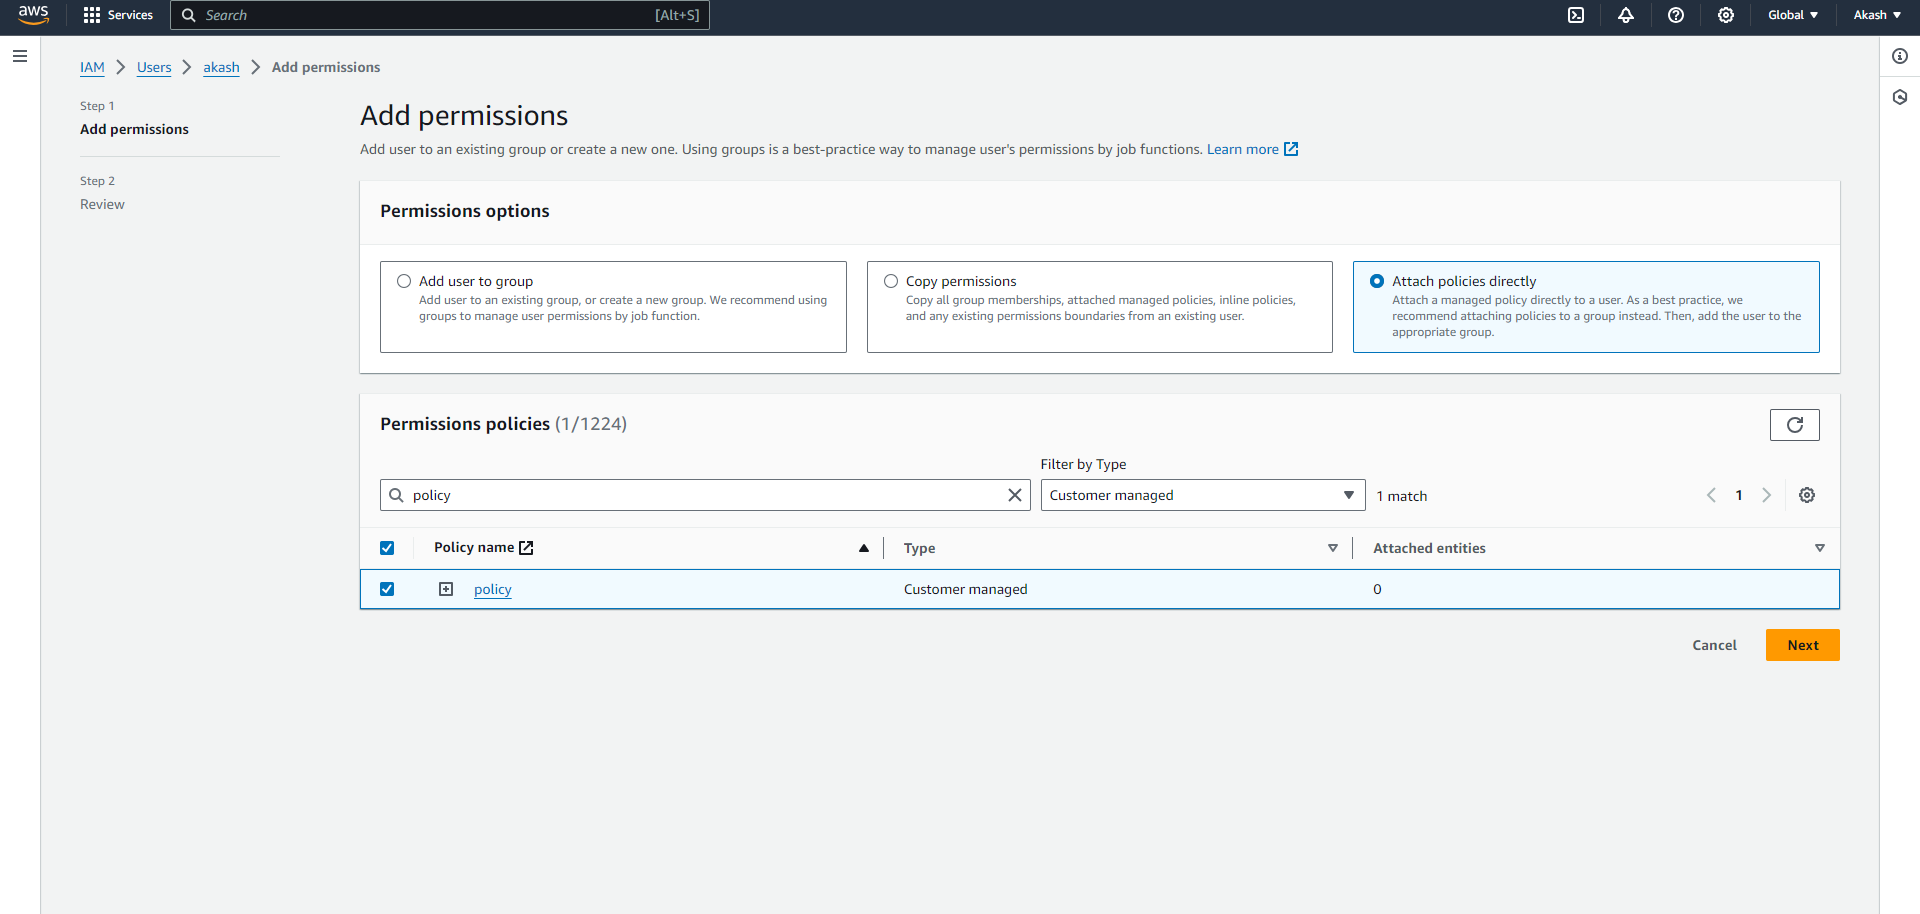 aws Services Search [Alt+S] Global Akash
IAM Users akash Add permissions
Step 1
Add permissions
Step 2
Review
Add permissions
Add user to an existing group or create a new one. Using groups is a best-practice way to manage user's permissions by job functions. Learn more
Permissions options
Add user to group
Add user to an existing group, or create a new group. We recommend using
groups to manage user permissions by job function.
Copy permissions
Copy all group memberships, attached managed policies, inline policies,
and any existing permissions boundaries from an existing user.
Attach policies directly
Attach a managed policy directly to a user. As a best practice, we
recommend attaching policies to a group instead. Then, add the user to the
appropriate group.
Permissions policies (1/1224)
Filter by Type
policy Customer managed 1 match 1
Policy name Type Attached entities
policy Customer managed 0
Cancel Next